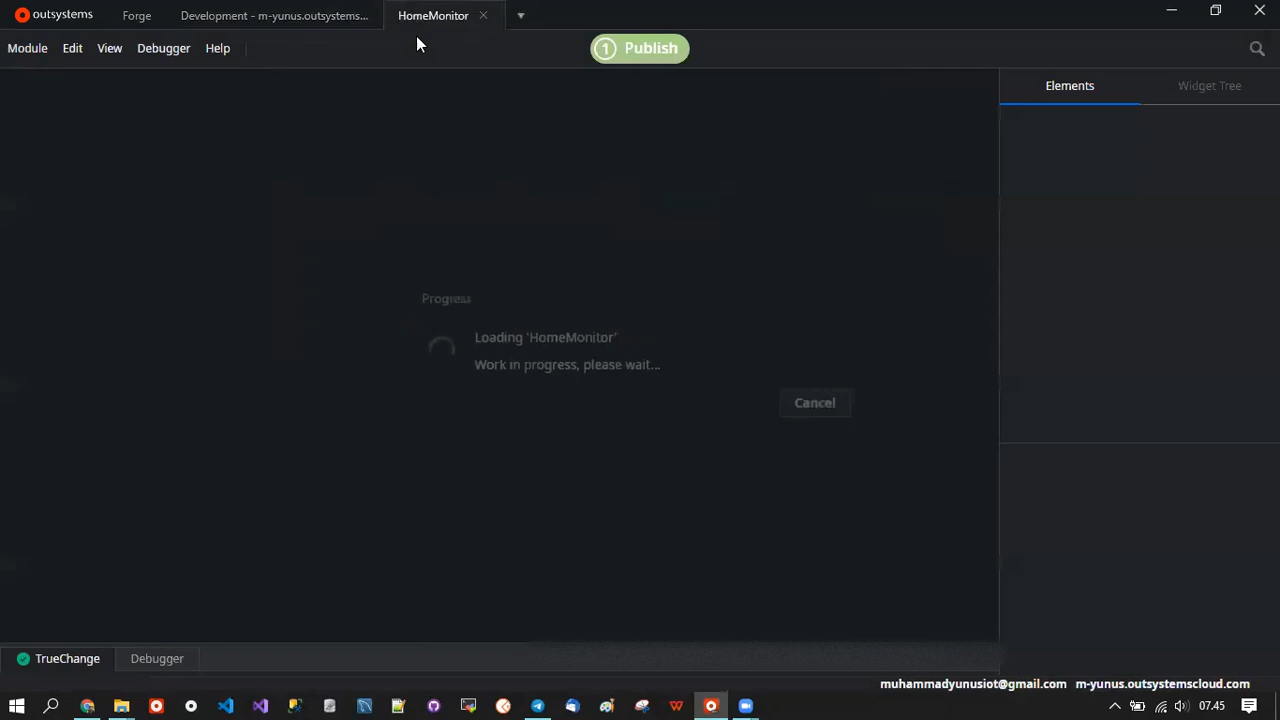 outsystems Forge Development - m-yunus.outsystems... HomeMonitor
Module Edit View Debugger Help 1 Publish
Elements Widget Tree
Progress
Loading 'HomeMonitor'
Work in progress, please wait...
Cancel
TrueChange Debugger
muhammadyunusiot@gmail.com m-yunus.outsystemscloud.com
07.45